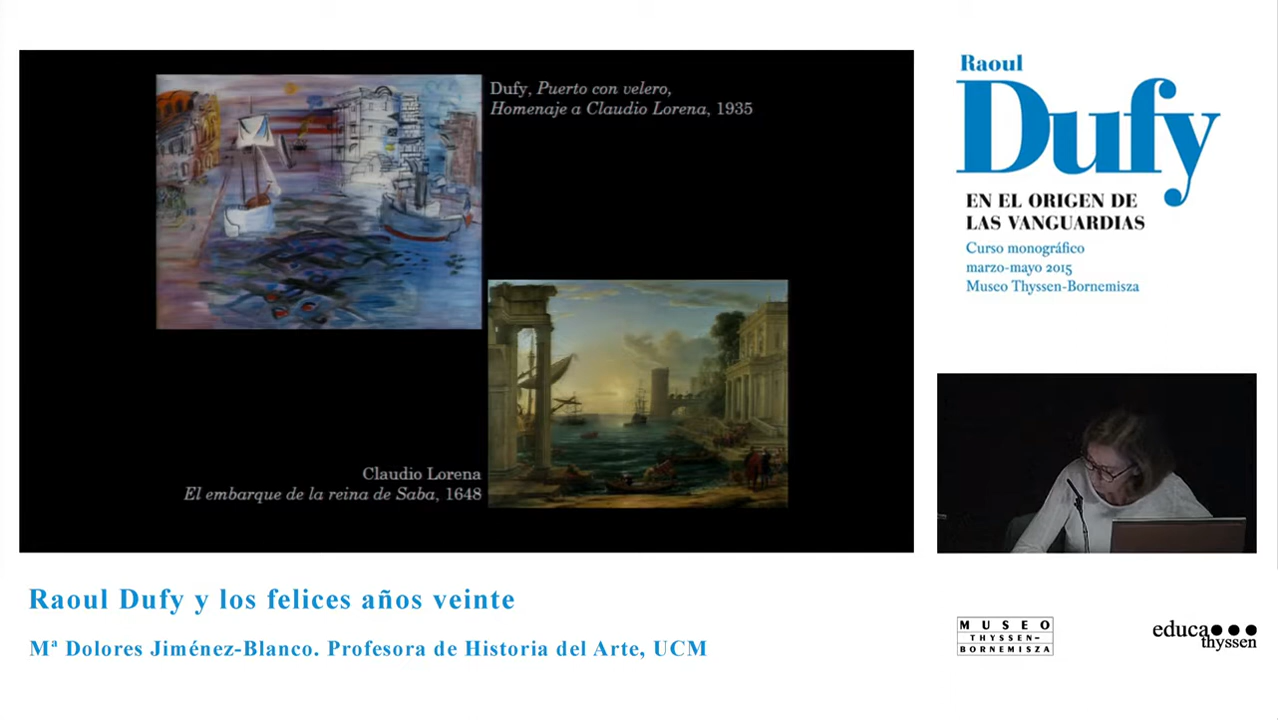 Dufy, Puerto con velero,
Homenaje a Claudio Lorena, 1935
Claudio Lorena
El embarque de la reina de Saba, 1648
Raoul
Dufy
EN EL ORIGEN DE
LAS VANGUARDIAS
Curso monográfico
marzo-mayo 2015
Museo Thyssen-Bornemisza
Raoul Dufy y los felices años veinte
Mª Dolores Jiménez-Blanco. Profesora de Historia del Arte, UCM
MUSEO
THYSSEN-
BORNEMISZA
educa
thyssen